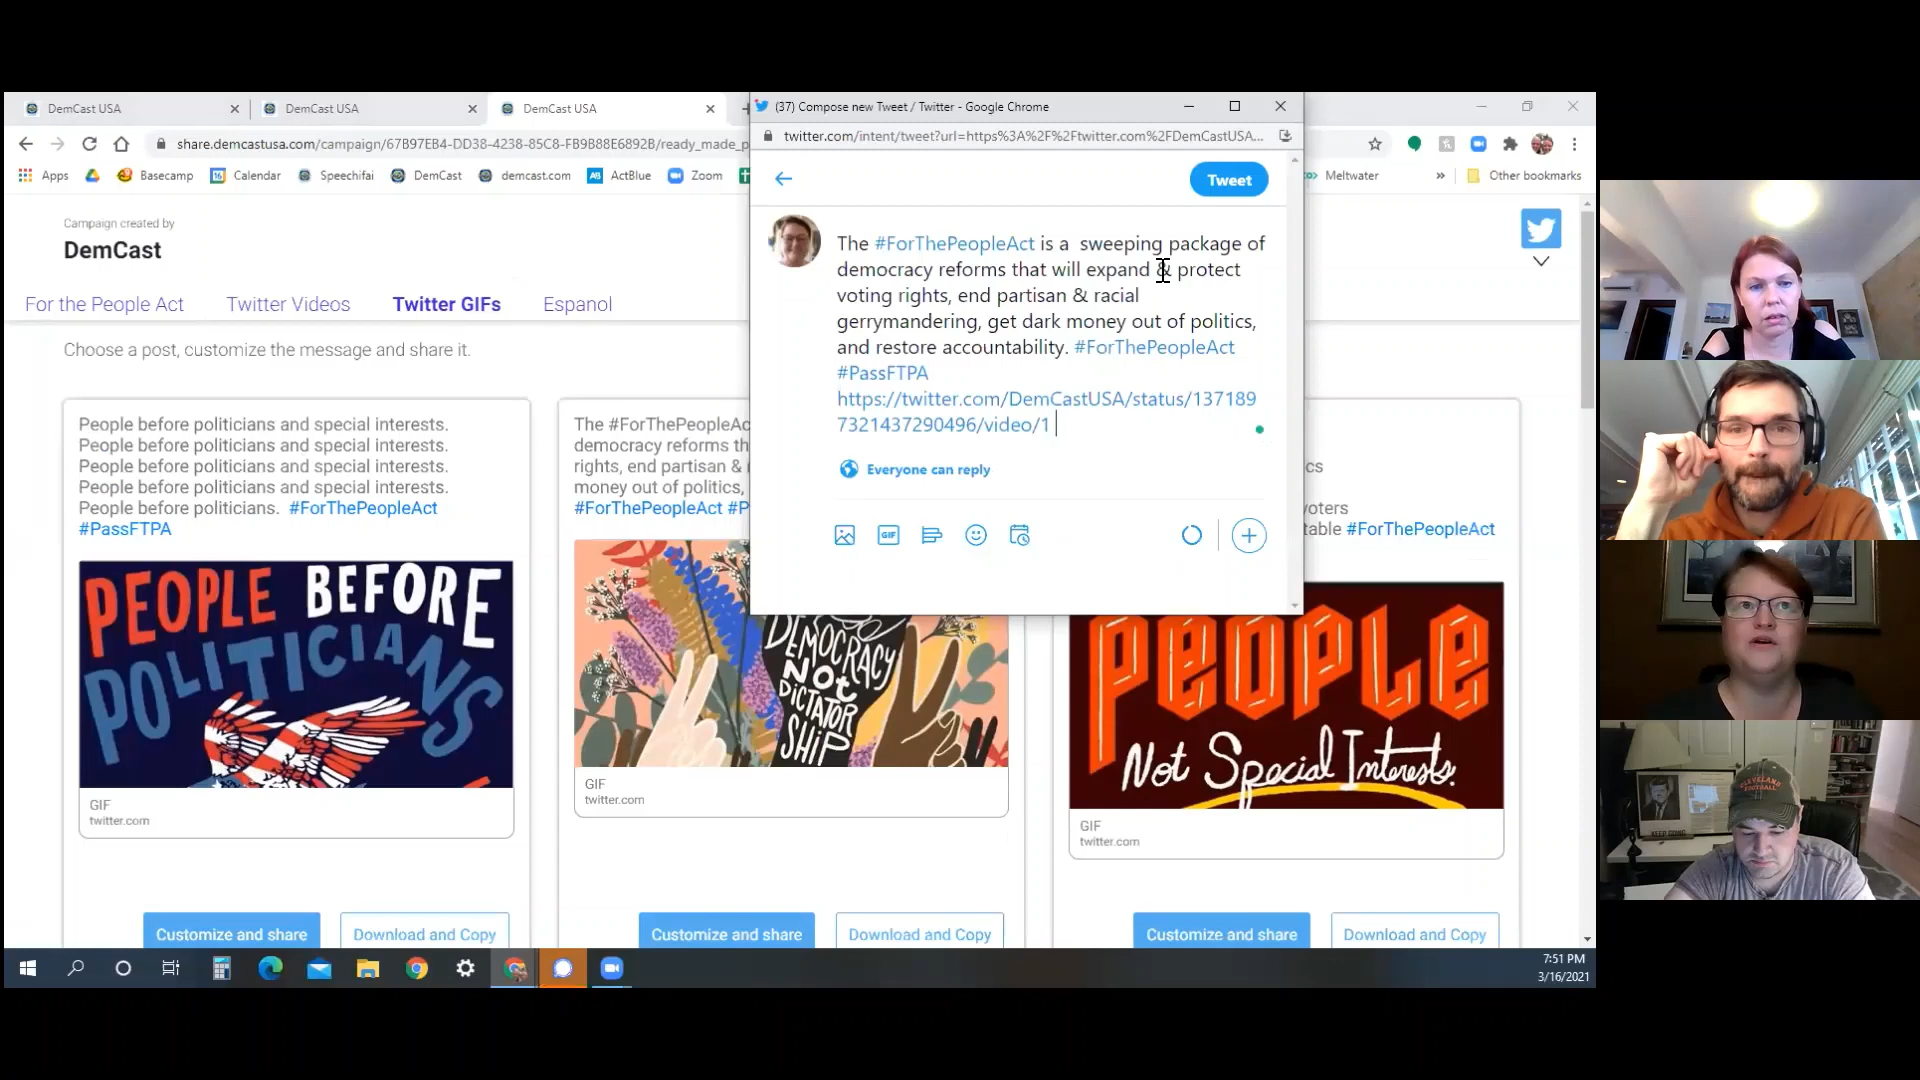 DemCast USA
DemCast USA
DemCast USA
share.demcastusa.com/campaign/67B97EB4-DD38-4238-85C8-FB9B88E6892B/ready_made_p
Apps
Basecamp
Calendar
Speechifai
DemCast
demcast.com
ActBlue
Zoom
Meltwater
»
Other bookmarks
(37) Compose new Tweet / Twitter - Google Chrome
twitter.com/intent/tweet?url=https%3A%2F%2Ftwitter.com%2FDemCastUSA...
Tweet
The #ForThePeopleAct is a  sweeping package of
democracy reforms that will expand & protect
voting rights, end partisan & racial
gerrymandering, get dark money out of politics,
and restore accountability. #ForThePeopleAct
#PassFTPA
https://twitter.com/DemCastUSA/status/137189
7321437290496/video/1
Everyone can reply
GIF
Campaign created by
DemCast
For the People Act
Twitter Videos
Twitter GIFs
Espanol
Choose a post, customize the message and share it.
People before politicians and special interests.
People before politicians and special interests.
People before politicians and special interests.
People before politicians and special interests.
People before politicians.  #ForThePeopleAct
#PassFTPA
PEOPLE BEFORE
POLITICIANS
GIF
twitter.com
Customize and share
Download and Copy
The #ForThePeopleAc
democracy reforms th
rights, end partisan &
money out of politics,
#ForThePeopleAct #P
DEMOCRACY
NOT
DICTATOR
SHIP
GIF
twitter.com
Customize and share
Download and Copy
cs
voters
table #ForThePeopleAct
PEOPLE
Not Special Interests.
GIF
twitter.com
Customize and share
Download and Copy
7:51 PM
3/16/2021
CLEVELAND
FOOTBALL
KEEP GOING